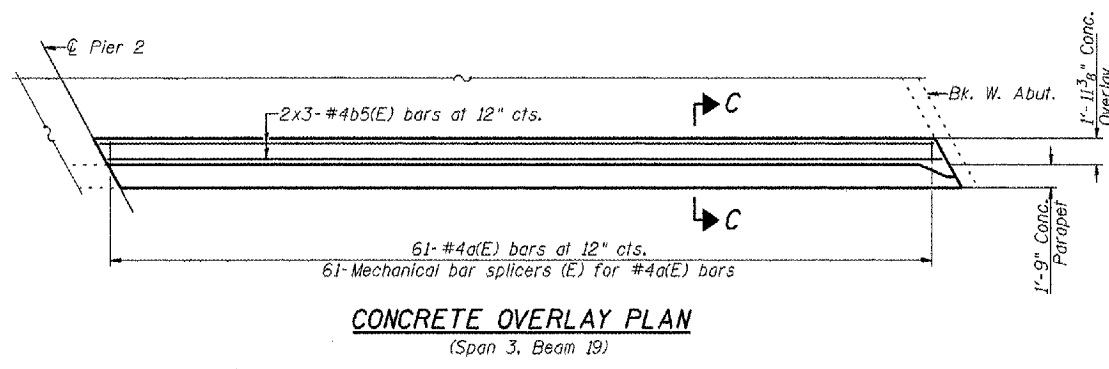 ℄ Pier 2
Bk. W. Abut.
1'-11 3/8" Conc.
Overlay
2x3-#4b5(E) bars at 12" cts.
C
C
61-#4a(E) bars at 12" cts.
61-Mechanical bar splicers (E) for #4a(E) bars
1'-9" Conc.
Parapet
CONCRETE OVERLAY PLAN
(Span 3, Beam 19)